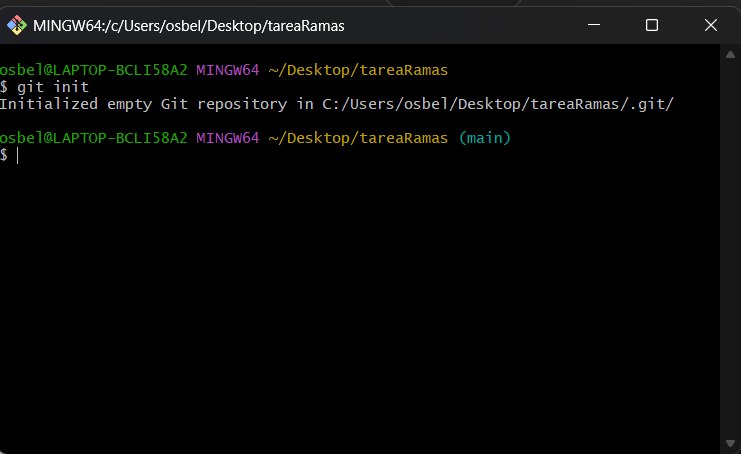 MINGW64:/c/Users/osbel/Desktop/tareaRamas
osbel@LAPTOP-BCLI58A2 MINGW64 ~/Desktop/tareaRamas
$ git init
Initialized empty Git repository in C:/Users/osbel/Desktop/tareaRamas/.git/
osbel@LAPTOP-BCLI58A2 MINGW64 ~/Desktop/tareaRamas (main)
$